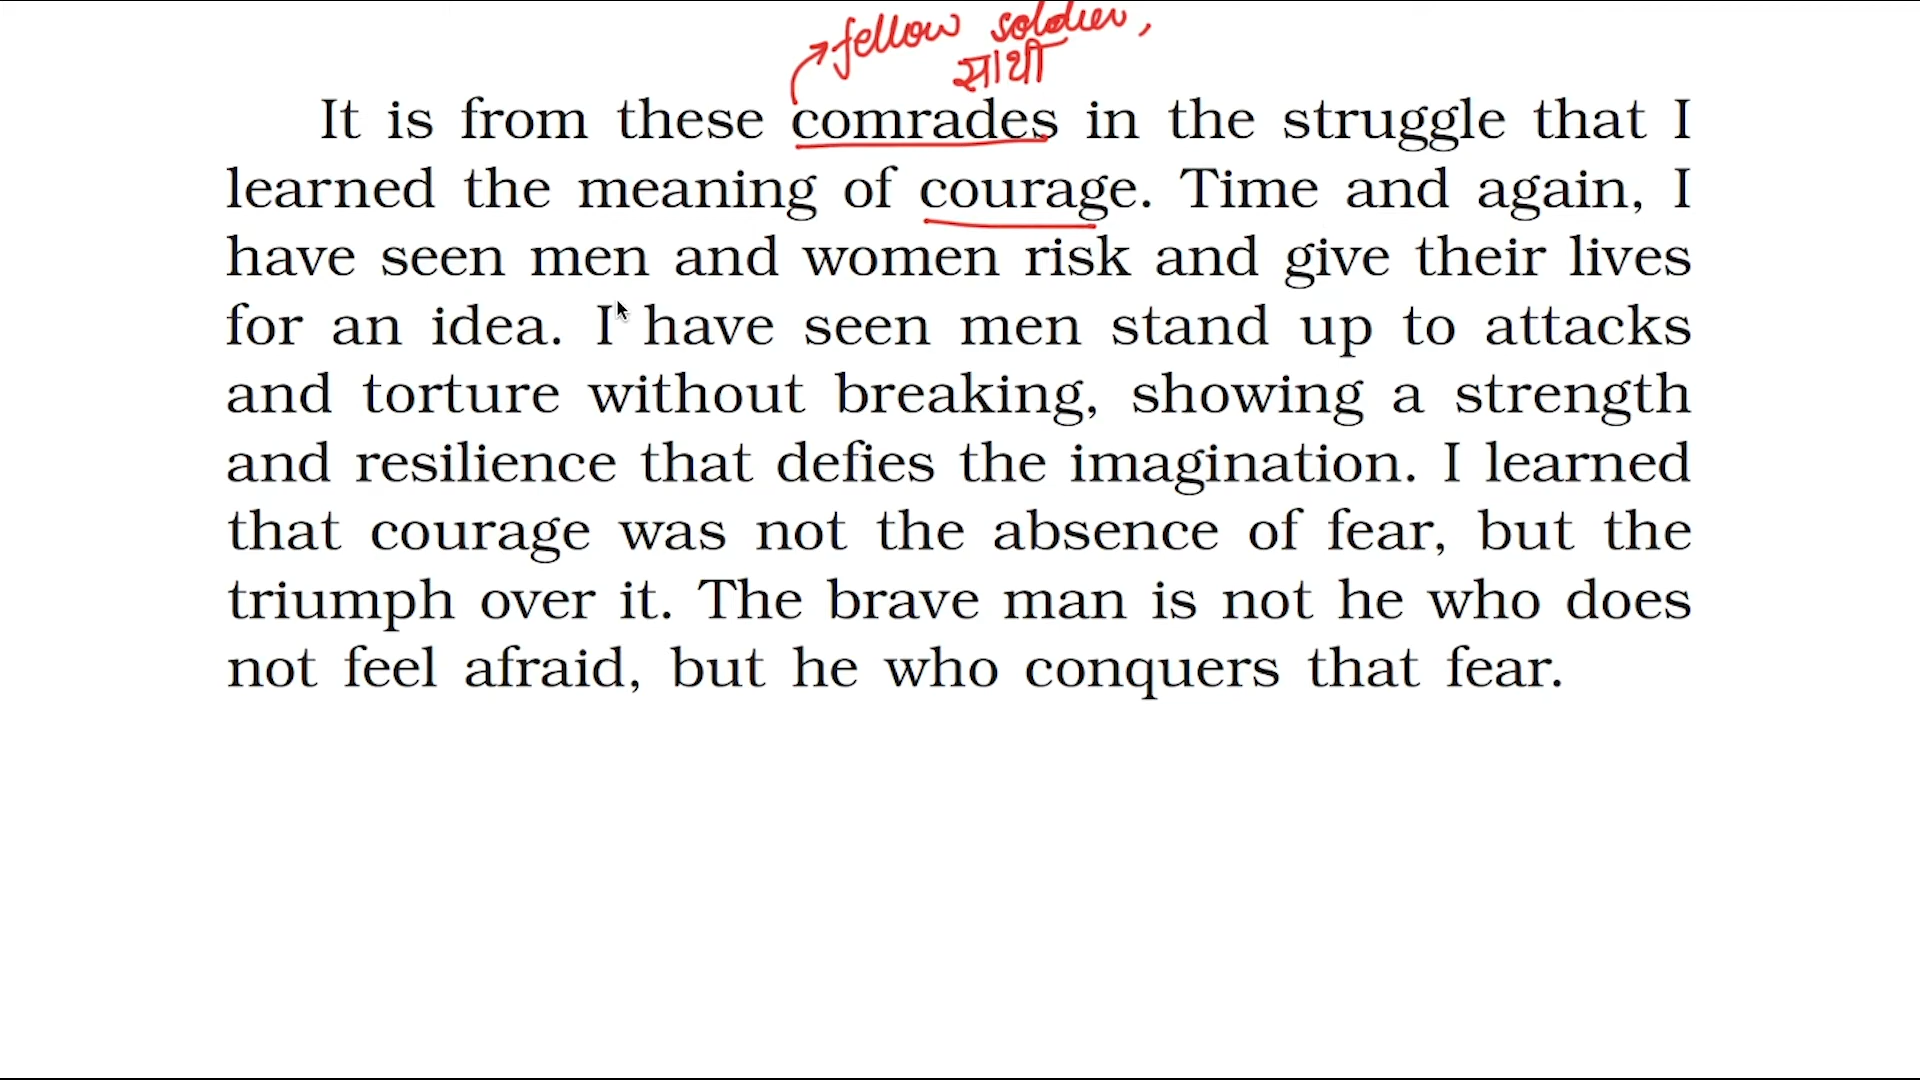 fellow soldier,
साथी
It is from these comrades in the struggle that I
learned the meaning of courage. Time and again, I
have seen men and women risk and give their lives
for an idea. I have seen men stand up to attacks
and torture without breaking, showing a strength
and resilience that defies the imagination. I learned
that courage was not the absence of fear, but the
triumph over it. The brave man is not he who does
not feel afraid, but he who conquers that fear.